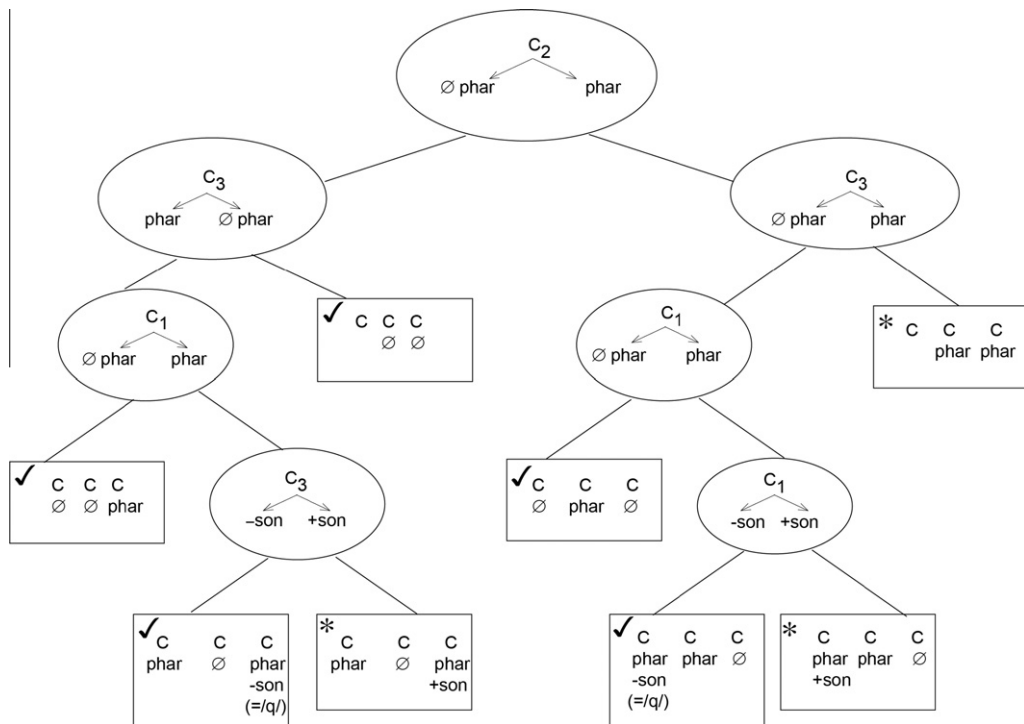 C2
∅ phar phar
C3
phar ∅ phar
C3
∅ phar phar
C1
∅ phar phar
✓ C C C
∅ ∅
C1
∅ phar phar
* C C C
phar phar
✓ C C C
∅ ∅ phar
C3
–son +son
✓ C C C
∅ phar ∅
C1
-son +son
✓ C C C
phar ∅ phar
-son
(=/q/)
* C C C
phar ∅ phar
+son
✓ C C C
phar phar ∅
-son
(=/q/)
* C C C
phar phar ∅
+son